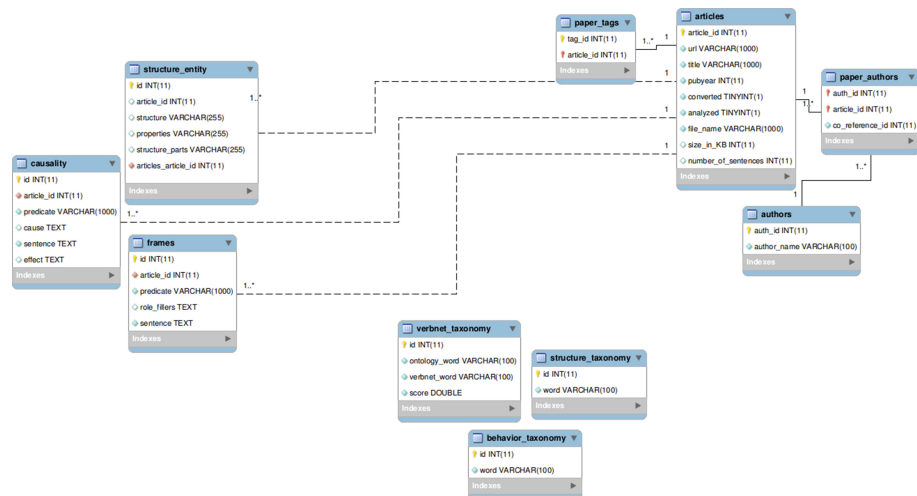 paper_tags
tag_id INT(11)
article_id INT(11)
Indexes
articles
article_id INT(11)
url VARCHAR(1000)
title VARCHAR(1000)
pubyear INT(11)
converted TINYINT(1)
analyzed TINYINT(1)
file_name VARCHAR(1000)
size_in_KB INT(11)
number_of_sentences INT(11)
Indexes
1..*
1
1
1
1
structure_entity
id INT(11)
article_id INT(11)
structure VARCHAR(255)
properties VARCHAR(255)
structure_parts VARCHAR(255)
articles_article_id INT(11)
Indexes
1..*
paper_authors
auth_id INT(11)
article_id INT(11)
co_reference_id INT(11)
Indexes
1
1..*
1..*
1
causality
id INT(11)
article_id INT(11)
predicate VARCHAR(1000)
cause TEXT
sentence TEXT
effect TEXT
Indexes
1..*
authors
auth_id INT(11)
author_name VARCHAR(100)
Indexes
frames
id INT(11)
article_id INT(11)
predicate VARCHAR(1000)
role_fillers TEXT
sentence TEXT
Indexes
1..*
verbnet_taxonomy
id INT(11)
ontology_word VARCHAR(100)
verbnet_word VARCHAR(100)
score DOUBLE
Indexes
structure_taxonomy
id INT(11)
word VARCHAR(100)
Indexes
behavior_taxonomy
id INT(11)
word VARCHAR(100)